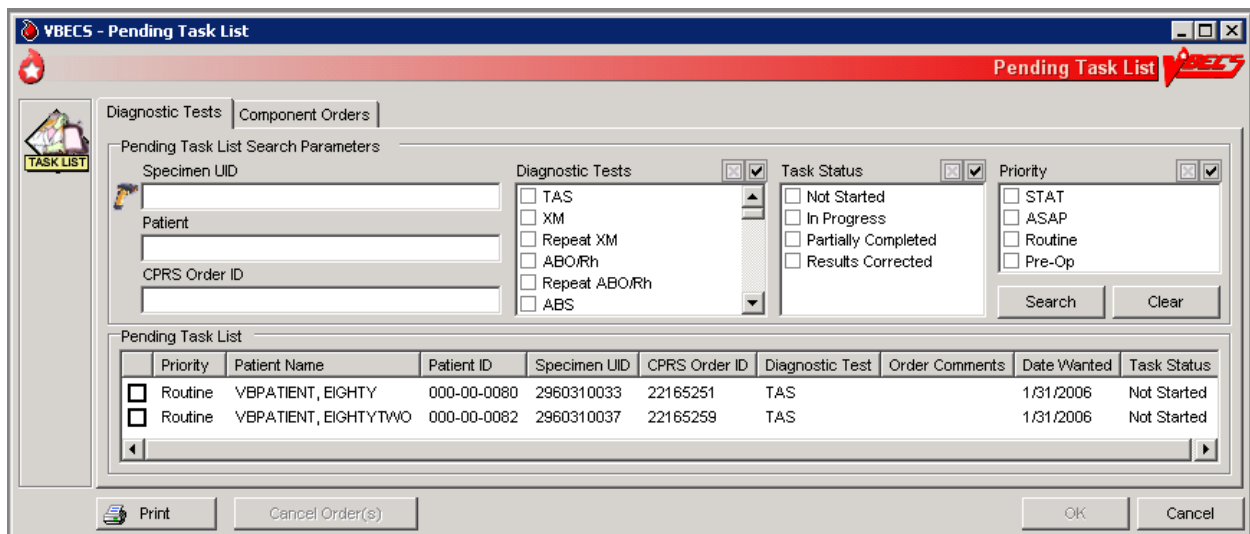 VBECS - Pending Task List
Pending Task List VBECS
TASK LIST
Diagnostic Tests Component Orders
Pending Task List Search Parameters
Specimen UID
Patient
CPRS Order ID
Diagnostic Tests
TAS
XM
Repeat XM
ABO/Rh
Repeat ABO/Rh
ABS
Task Status
Not Started
In Progress
Partially Completed
Results Corrected
Priority
STAT
ASAP
Routine
Pre-Op
Search Clear
Pending Task List
Priority Patient Name Patient ID Specimen UID CPRS Order ID Diagnostic Test Order Comments Date Wanted Task Status
Routine VBPATIENT, EIGHTY 000-00-0080 2960310033 22165251 TAS 1/31/2006 Not Started
Routine VBPATIENT, EIGHTYTWO 000-00-0082 2960310037 22165259 TAS 1/31/2006 Not Started
Print Cancel Order(s) OK Cancel